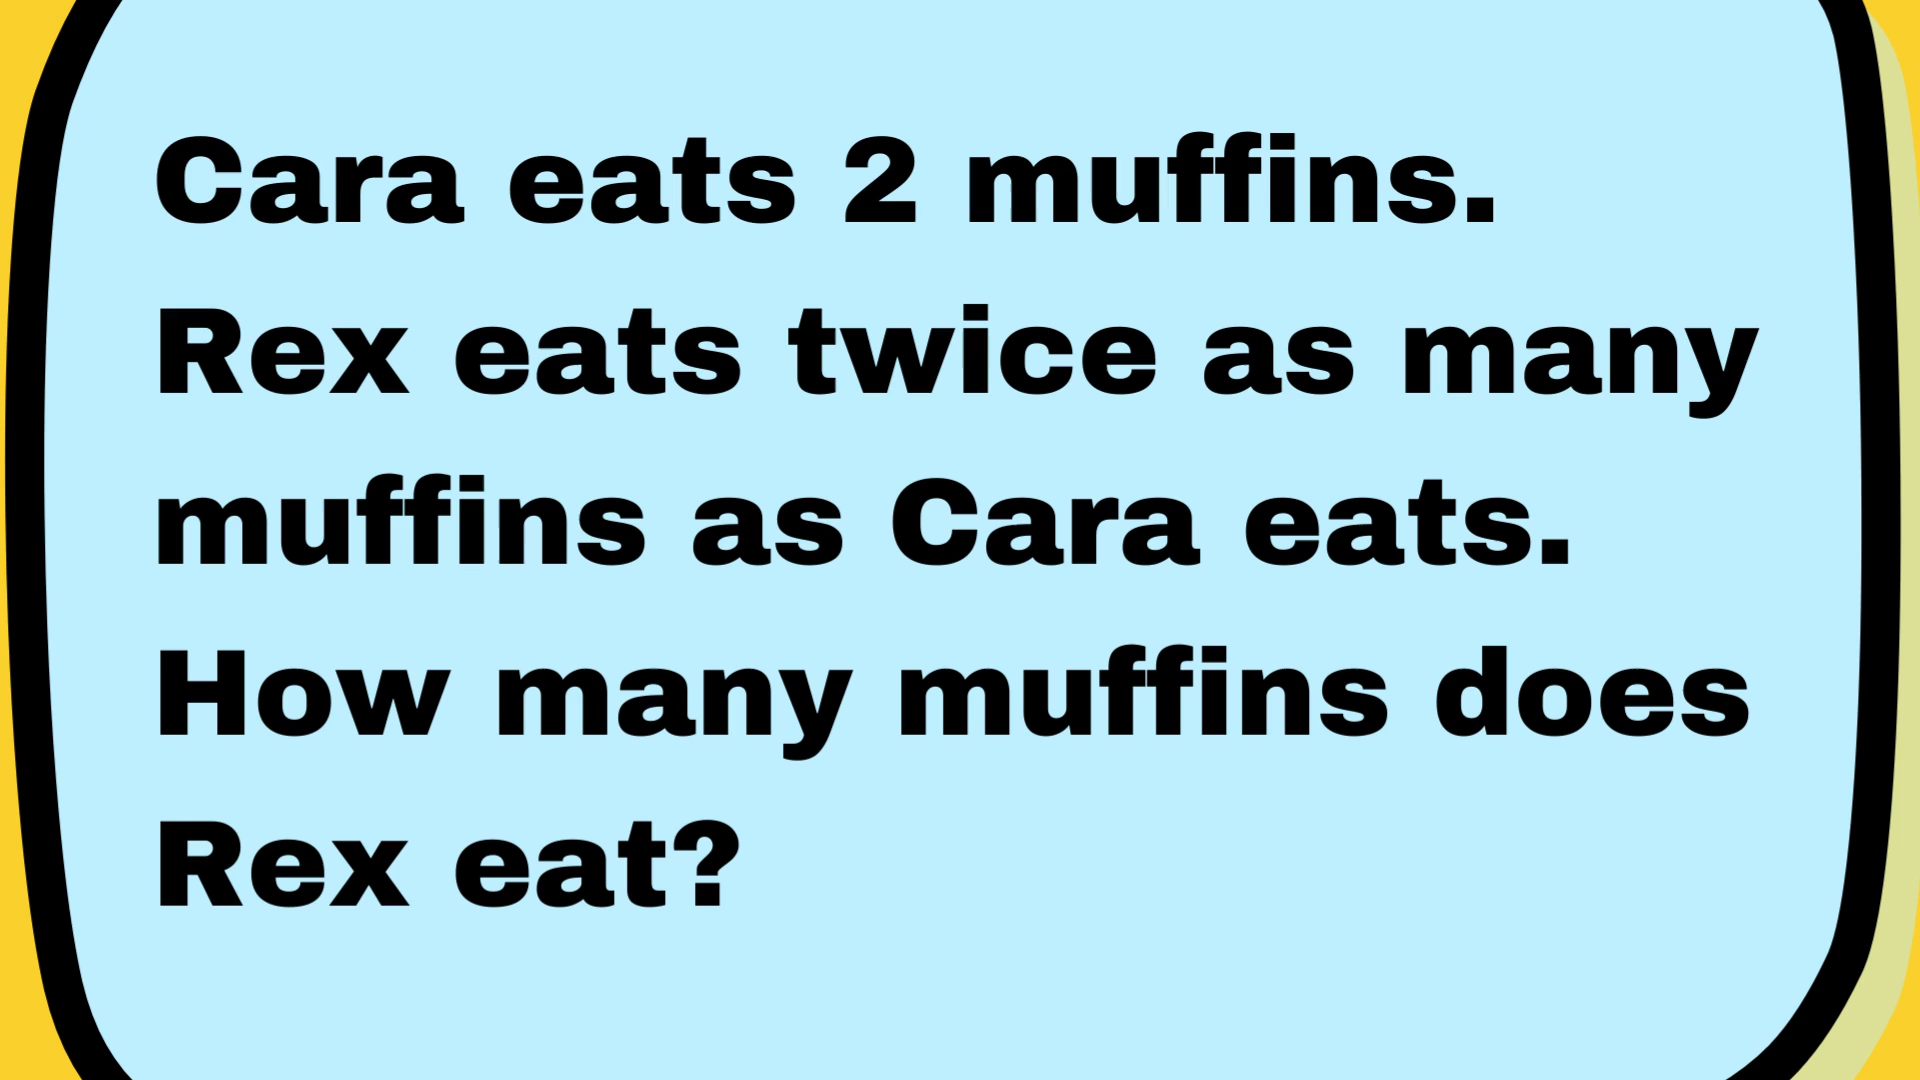 Cara eats 2 muffins.
Rex eats twice as many
muffins as Cara eats.
How many muffins does
Rex eat?